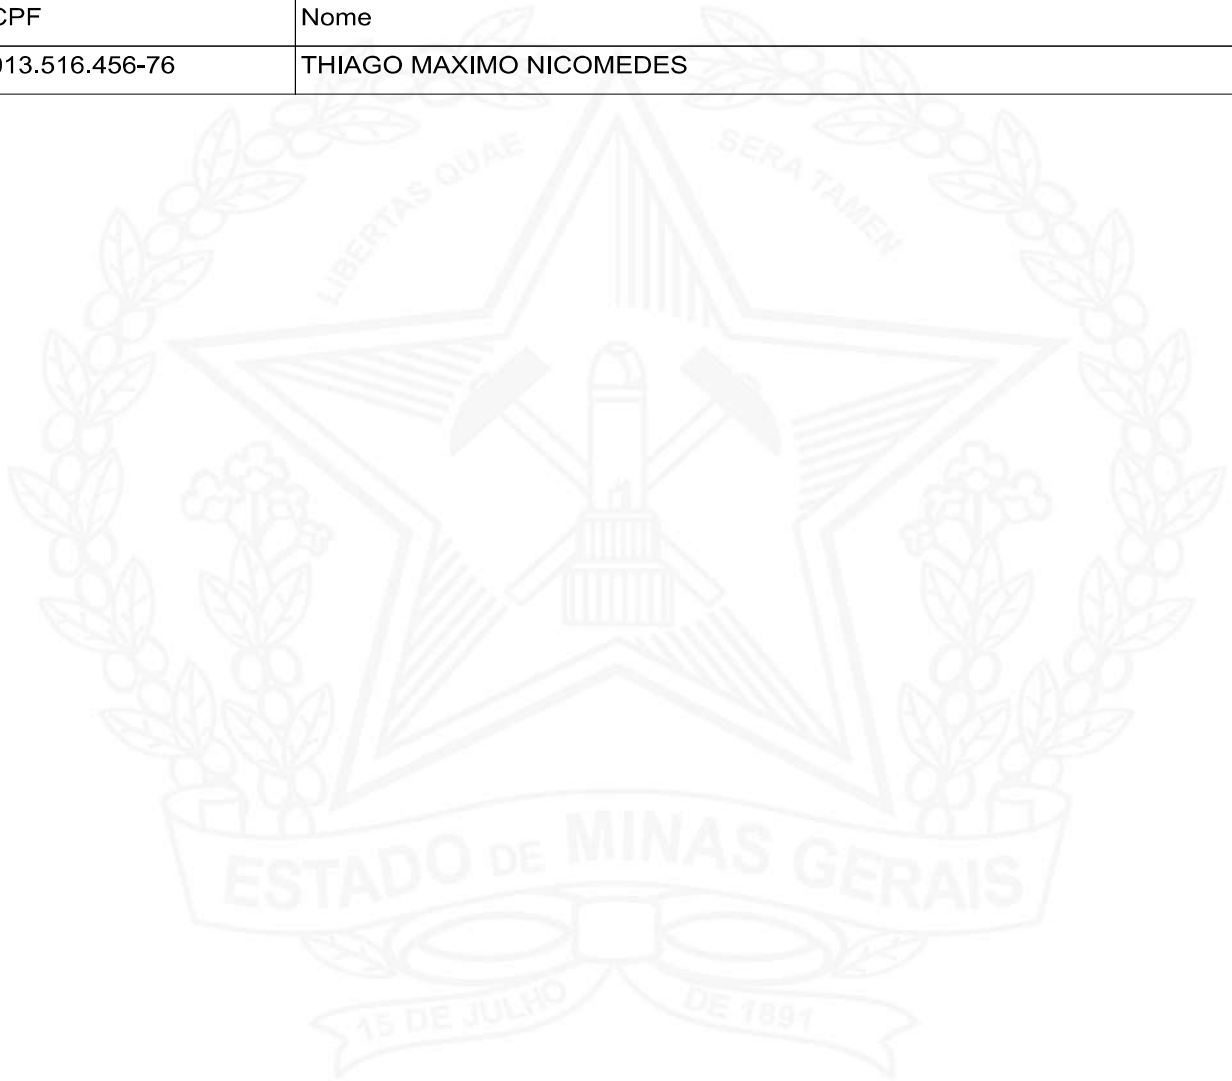 CPF Nome
013.516.456-76 THIAGO MAXIMO NICOMEDES
LIBERTAS QUAE SERA TAMEN
ESTADO DE MINAS GERAIS
15 DE JULHO DE 1891